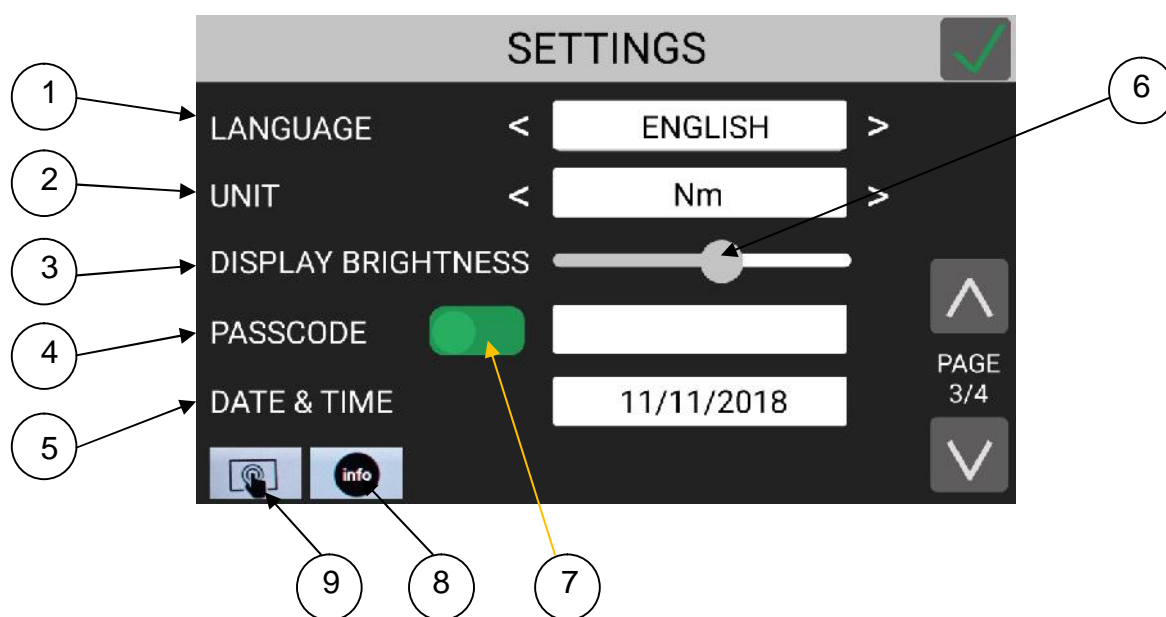 SETTINGS
1
6
LANGUAGE < ENGLISH >
2
UNIT < Nm >
3
DISPLAY BRIGHTNESS
4
PASSCODE
PAGE
3/4
5
DATE & TIME 11/11/2018
info
9 8 7